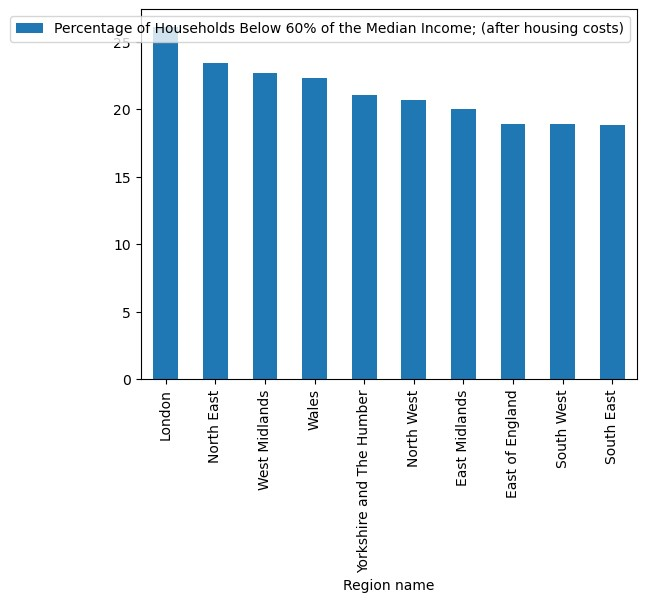 Percentage of Households Below 60% of the Median Income; (after housing costs)
25
20
15
10
5
0
London
North East
West Midlands
Wales
Yorkshire and The Humber
North West
East Midlands
East of England
South West
South East
Region name